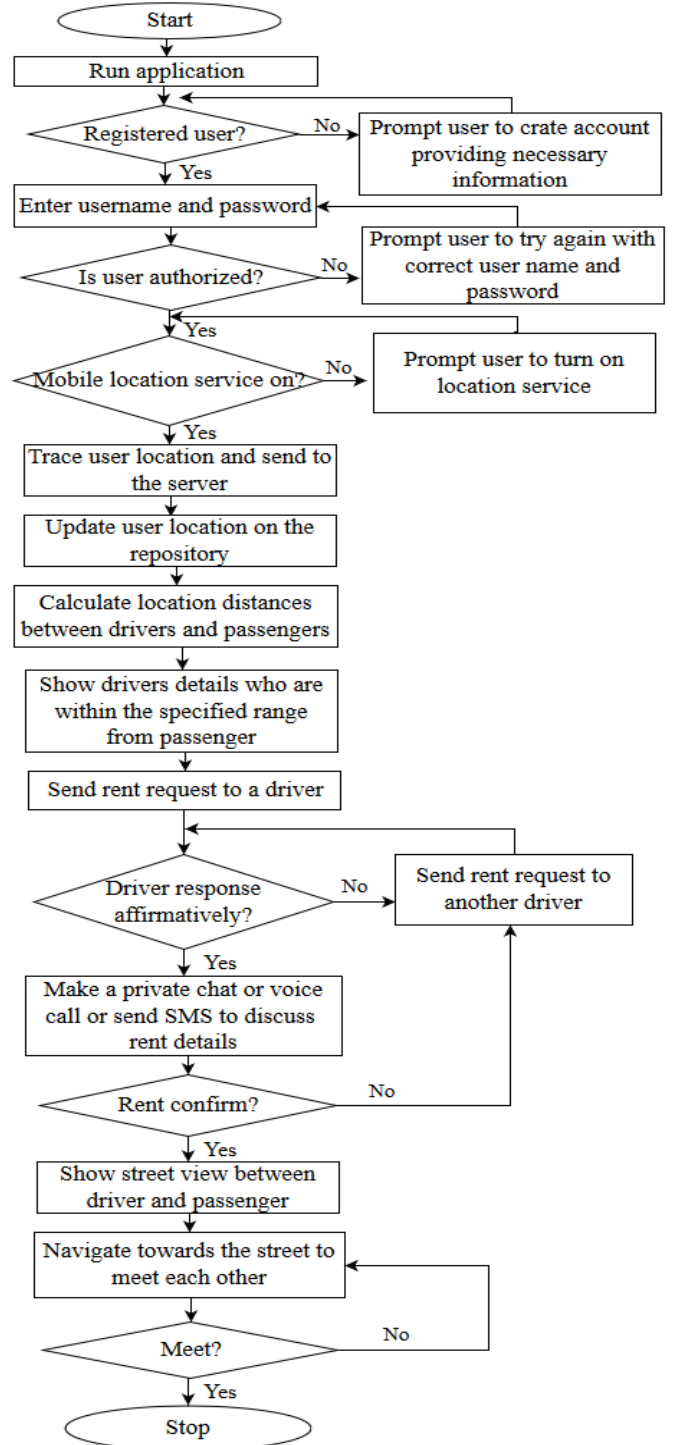 Start
Run application
Registered user?
No
Prompt user to crate account
providing necessary
information
Yes
Enter username and password
Is user authorized?
No
Prompt user to try again with
correct user name and
password
Yes
Mobile location service on?
No
Prompt user to turn on
location service
Yes
Trace user location and send to
the server
Update user location on the
repository
Calculate location distances
between drivers and passengers
Show drivers details who are
within the specified range
from passenger
Send rent request to a driver
Driver response
affirmatively?
No
Send rent request to
another driver
Yes
Make a private chat or voice
call or send SMS to discuss
rent details
Rent confirm?
No
Yes
Show street view between
driver and passenger
Navigate towards the street to
meet each other
Meet?
No
Yes
Stop